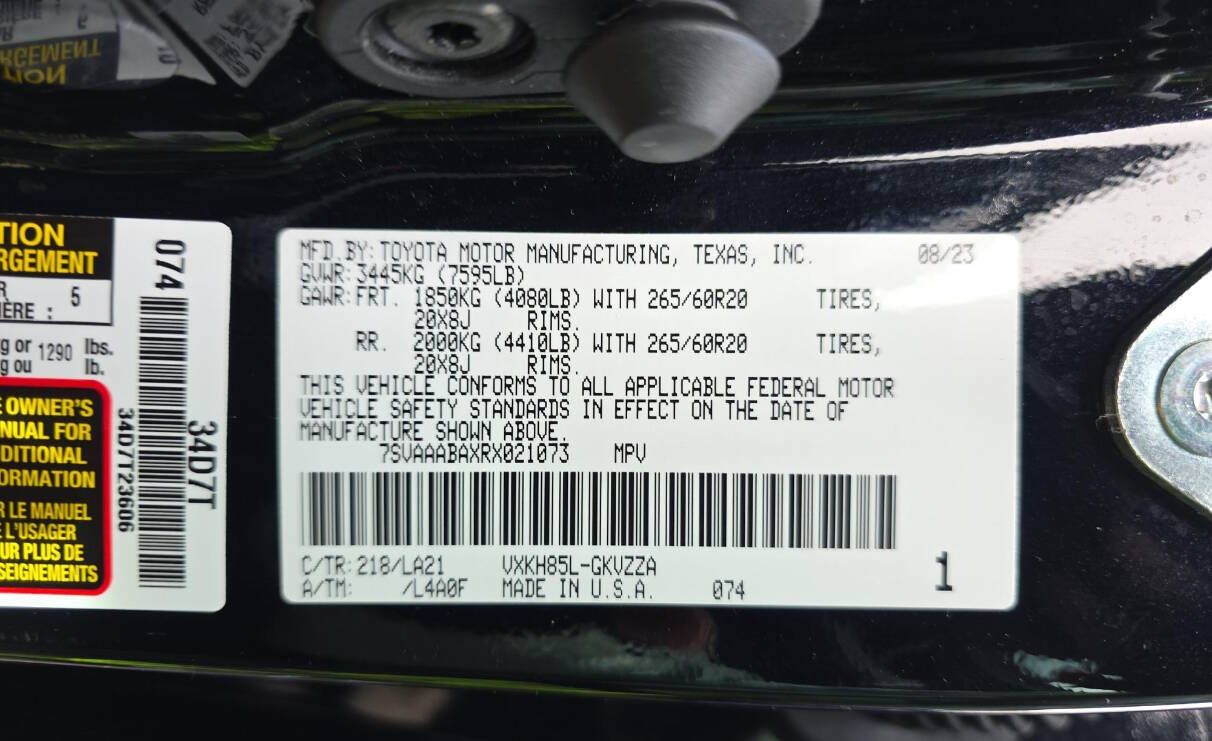 TION
RGEMENT
R 5
IERE :
g or 1290 lbs.
g ou lb.
E OWNER'S
NUAL FOR
DITIONAL
ORMATION
R LE MANUEL
E L'USAGER
UR PLUS DE
SEIGNEMENTS
074
34D7T
34D7T23606
MFD.BY:TOYOTA MOTOR MANUFACTURING, TEXAS, INC. 08/23
GVWR: 3445KG (7595LB)
GAWR:FRT. 1850KG (4080LB) WITH 265/60R20 TIRES,
20X8J RIMS.
RR. 2000KG (4410LB) WITH 265/60R20 TIRES,
20X8J RIMS.
THIS VEHICLE CONFORMS TO ALL APPLICABLE FEDERAL MOTOR
VEHICLE SAFETY STANDARDS IN EFFECT ON THE DATE OF
MANUFACTURE SHOWN ABOVE.
7SVAAABAXRX021073 MPV
C/TR:218/LA21 VXKH85L-GKVZZA
A/TM: /L4A0F MADE IN U.S.A. 074
1